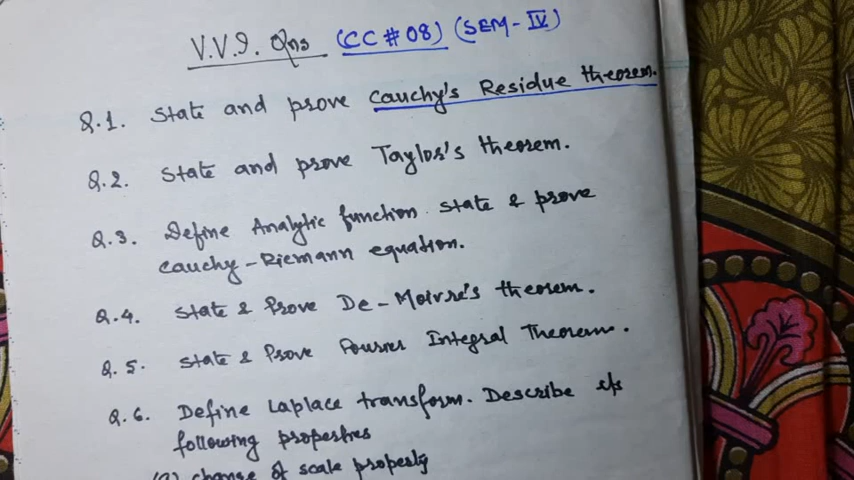 V.V.I. Qns (CC # 08) (SEM-IV)
Q.1. State and prove Cauchy's Residue theorem.
Q.2. State and prove Taylor's theorem.
Q.3. Define Analytic function. State & prove
Cauchy-Riemann equation.
Q.4. State & Prove De-Moivre's theorem.
Q.5. State & Prove Fourier Integral Theorem.
Q.6. Define Laplace transform. Describe its
following properties
(a) change of scale property